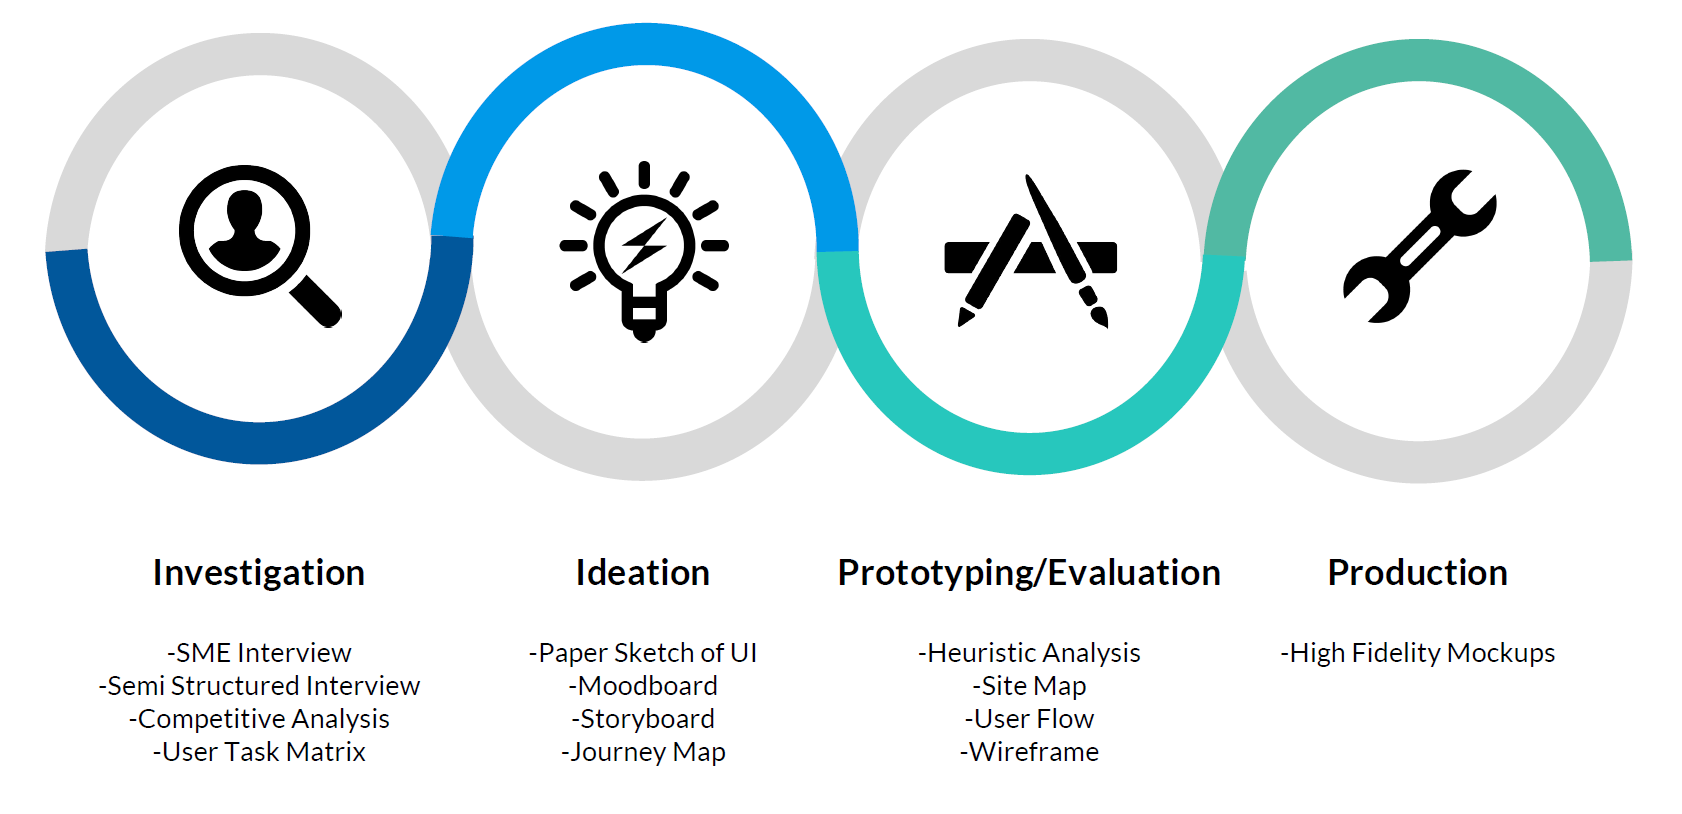 Investigation
-SME Interview
-Semi Structured Interview
-Competitive Analysis
-User Task Matrix
Ideation
-Paper Sketch of UI
-Moodboard
-Storyboard
-Journey Map
Prototyping/Evaluation
-Heuristic Analysis
-Site Map
-User Flow
-Wireframe
Production
-High Fidelity Mockups